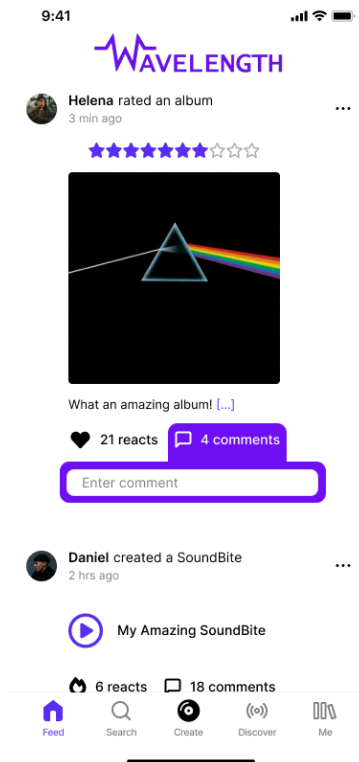 9:41
WAVELENGTH
Helena rated an album
3 min ago
What an amazing album! [...]
21 reacts 4 comments
Enter comment
Daniel created a SoundBite
2 hrs ago
My Amazing SoundBite
6 reacts 18 comments
Feed Search Create Discover Me